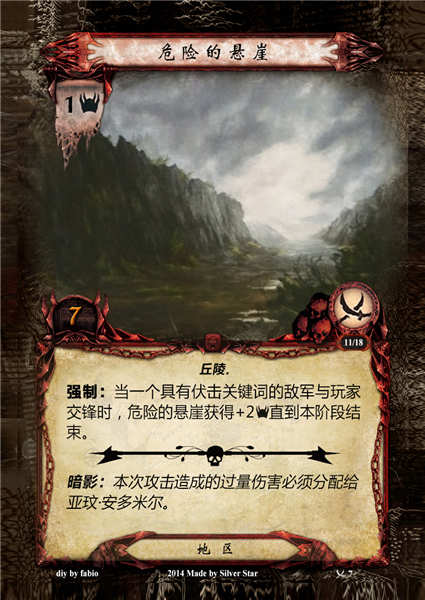 危险的悬崖
1
7
11/18
丘陵.
强制：当一个具有伏击关键词的敌军与玩家
交锋时，危险的悬崖获得+2直到本阶段结
束。
暗影：本次攻击造成的过量伤害必须分配给
亚玟·安多米尔。
地区
diy by fabio
2014 Made by Silver Star